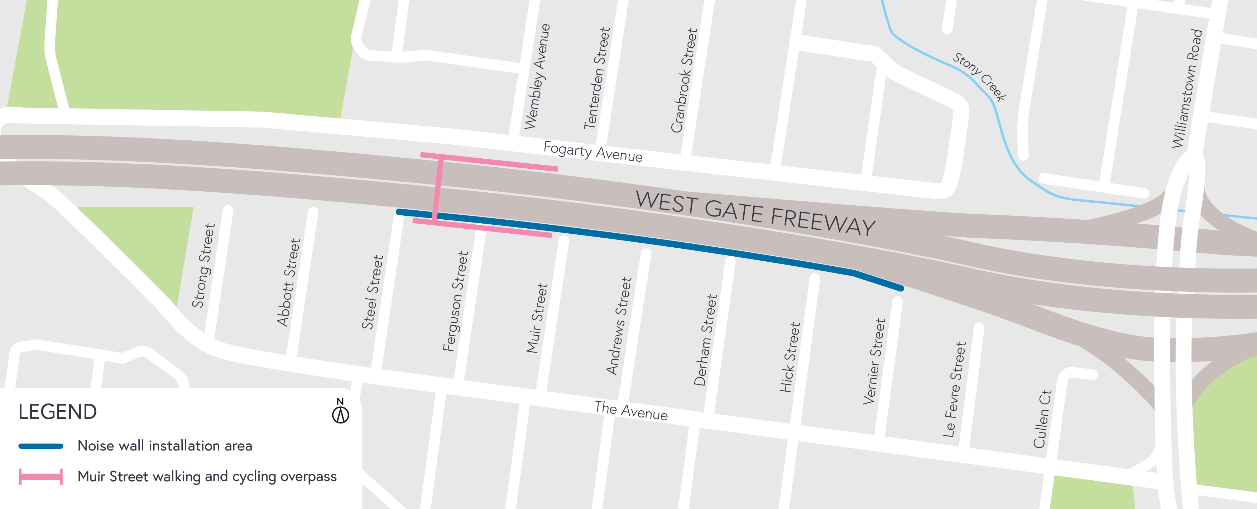 Wembley Avenue
Tenterden Street
Cranbrook Street
Stony Creek
Williamstown Road
Fogarty Avenue
WEST GATE FREEWAY
Strong Street
Abbott Street
Steel Street
Ferguson Street
Muir Street
Andrews Street
Derham Street
Hick Street
Vernier Street
Le Fevre Street
Cullen Ct
The Avenue
LEGEND
N
Noise wall installation area
Muir Street walking and cycling overpass